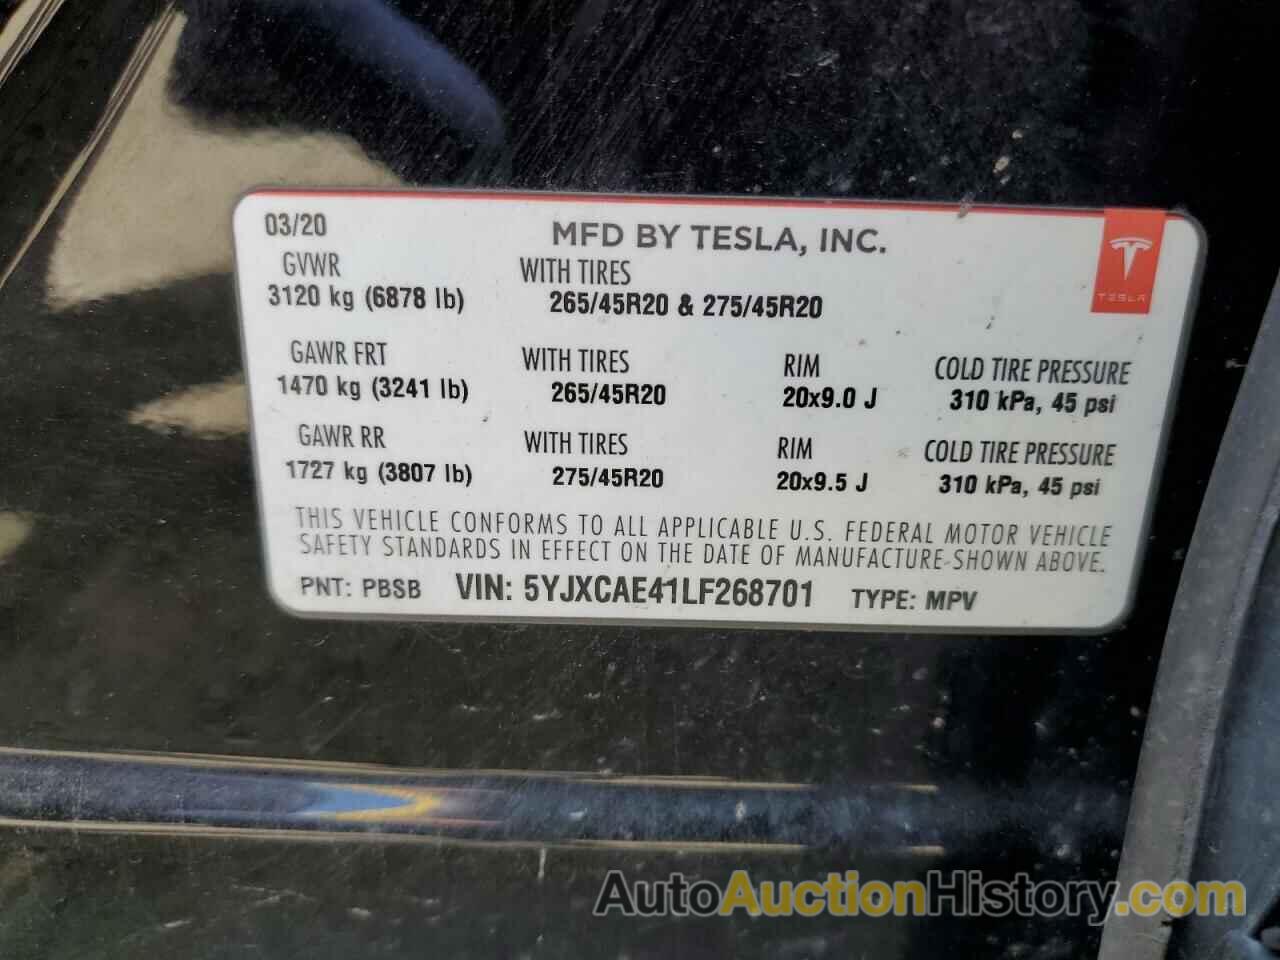 03/20 MFD BY TESLA, INC.
GVWR WITH TIRES
3120 kg (6878 lb) 265/45R20 & 275/45R20
TESLA
GAWR FRT WITH TIRES RIM COLD TIRE PRESSURE
1470 kg (3241 lb) 265/45R20 20x9.0 J 310 kPa, 45 psi
GAWR RR WITH TIRES RIM COLD TIRE PRESSURE
1727 kg (3807 lb) 275/45R20 20x9.5 J 310 kPa, 45 psi
THIS VEHICLE CONFORMS TO ALL APPLICABLE U.S. FEDERAL MOTOR VEHICLE
SAFETY STANDARDS IN EFFECT ON THE DATE OF MANUFACTURE-SHOWN ABOVE.
PNT: PBSB VIN: 5YJXCAE41LF268701 TYPE: MPV
AutoAuctionHistory.com